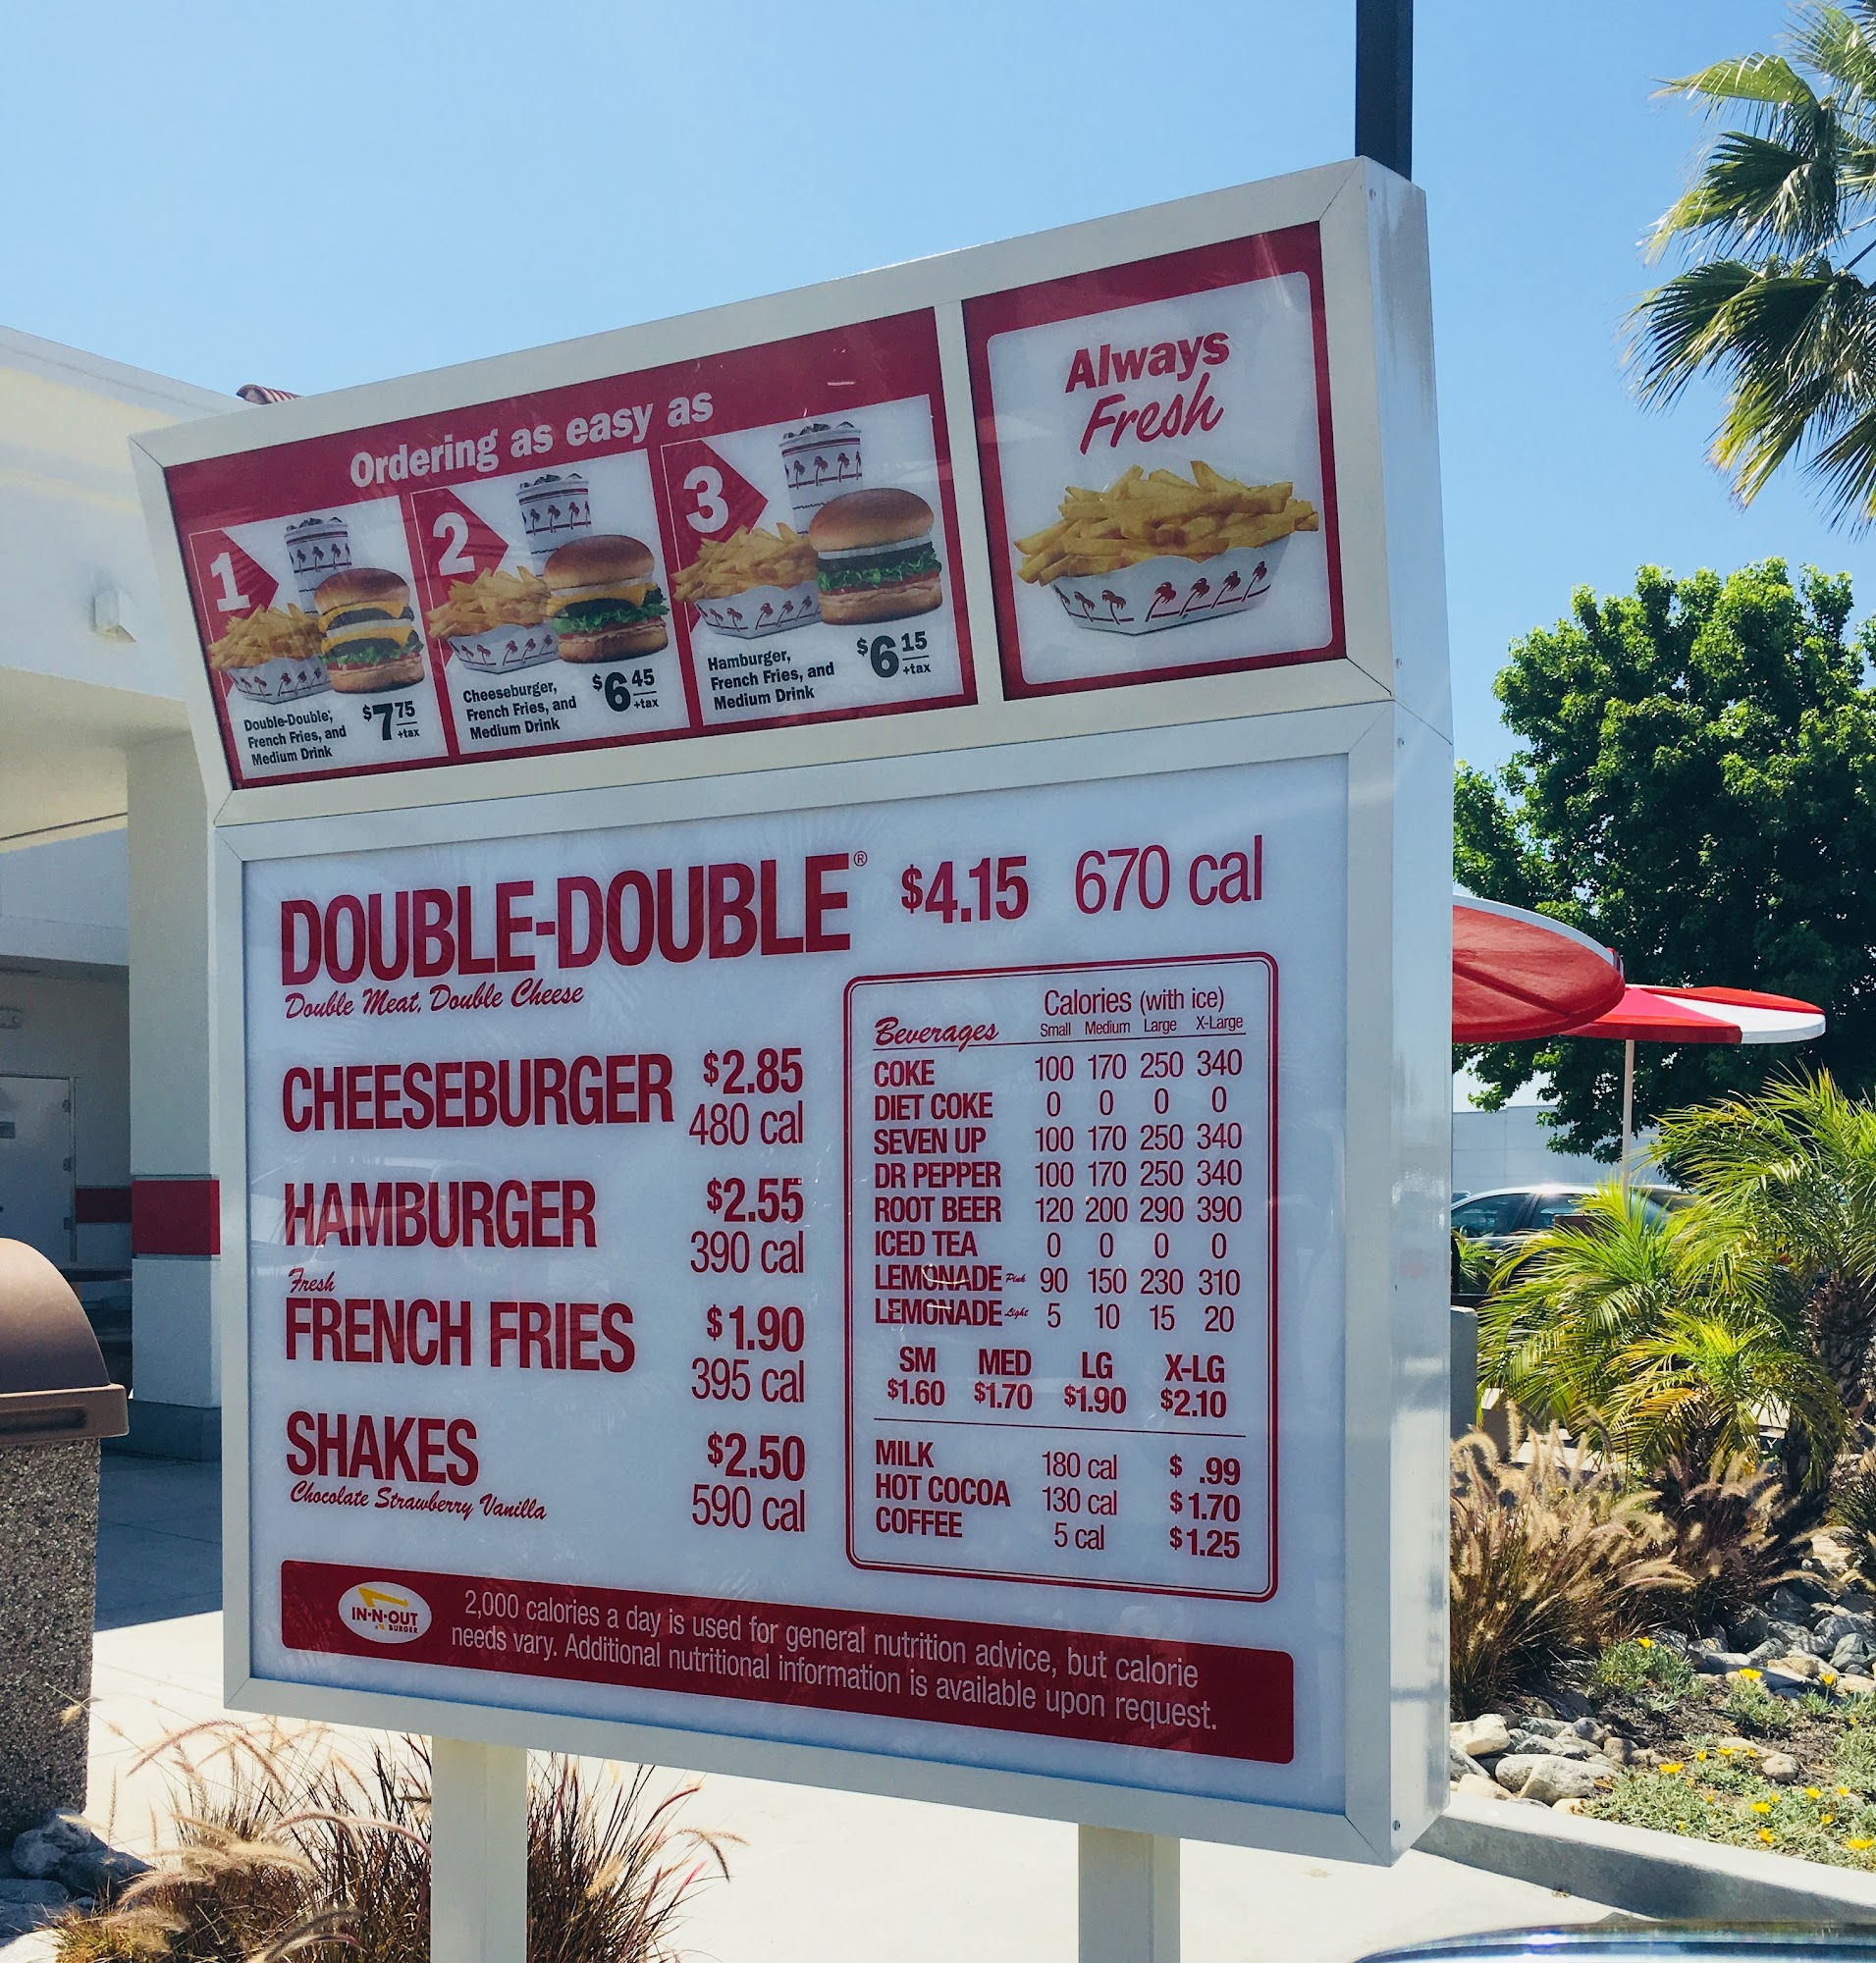 Ordering as easy as
1
Double-Double®,
French Fries, and
Medium Drink
$7 75
+tax
2
Cheeseburger,
French Fries, and
Medium Drink
$6 45
+tax
3
Hamburger,
French Fries, and
Medium Drink
$6 15
+tax
Always
Fresh
DOUBLE-DOUBLE® $4.15 670 cal
Double Meat, Double Cheese
CHEESEBURGER $2.85
480 cal
HAMBURGER $2.55
390 cal
Fresh
FRENCH FRIES $1.90
395 cal
SHAKES $2.50
Chocolate Strawberry Vanilla 590 cal
Calories (with ice)
Beverages Small Medium Large X-Large
COKE 100 170 250 340
DIET COKE 0 0 0 0
SEVEN UP 100 170 250 340
DR PEPPER 100 170 250 340
ROOT BEER 120 200 290 390
ICED TEA 0 0 0 0
LEMONADE Pink 90 150 230 310
LEMONADE Light 5 10 15 20
SM MED LG X-LG
$1.60 $1.70 $1.90 $2.10
MILK 180 cal $ .99
HOT COCOA 130 cal $1.70
COFFEE 5 cal $1.25
IN-N-OUT
BURGER
2,000 calories a day is used for general nutrition advice, but calorie
needs vary. Additional nutritional information is available upon request.